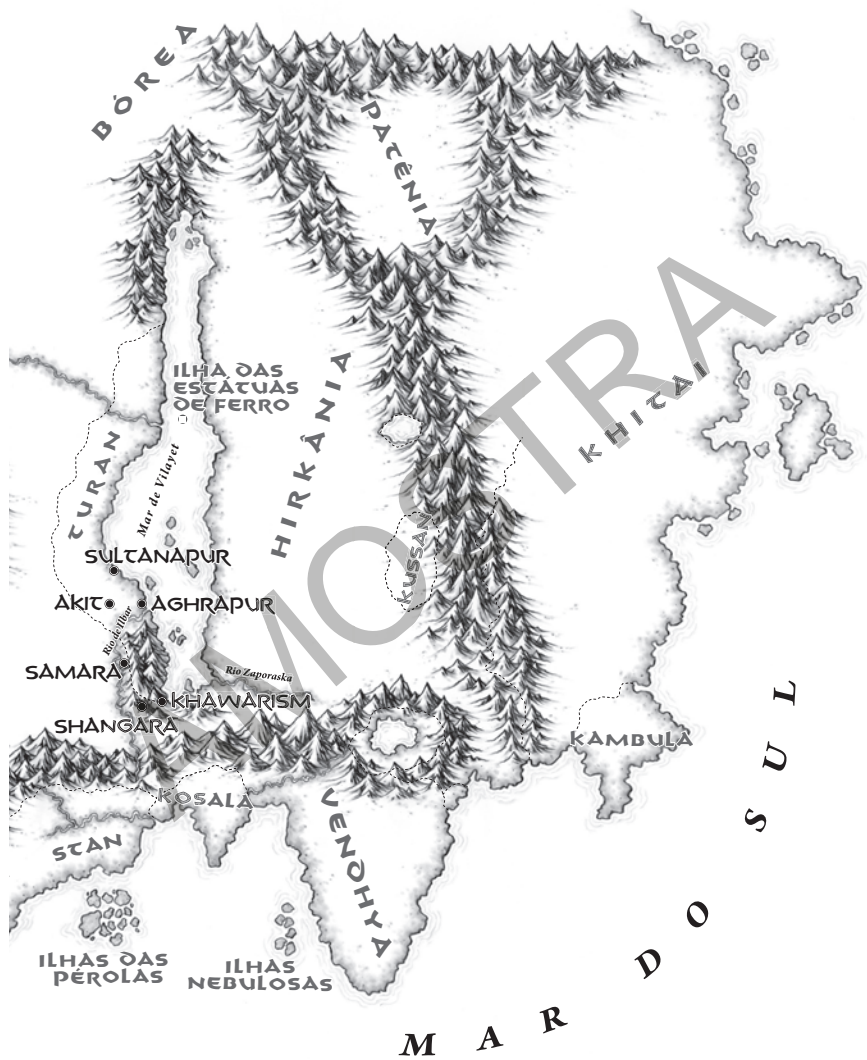 BÓREA
PATÊNIA
ILHA DAS
ESTÁTUAS
DE FERRO
HIRKÂNIA
KHITAI
TURAN
Mar de Vilayet
SULTANAPUR
KUSSAN
AKIT
AGHRAPUR
Rio de Ilbar
SAMARA
Rio Zaporaska
KHAWARISM
SHANGARA
KAMBULA
KOSALA
VENDHYA
STAN
ILHAS DAS
PÉROLAS
ILHAS
NEBULOSAS
MAR DO SUL
AMOSTRA